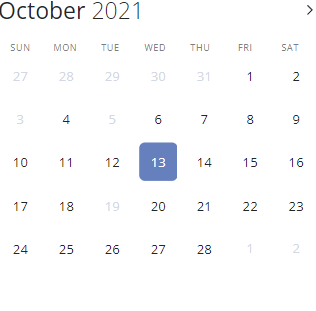 October 2021 >
SUN MON TUE WED THU FRI SAT
27 28 29 30 31 1 2
3 4 5 6 7 8 9
10 11 12 13 14 15 16
17 18 19 20 21 22 23
24 25 26 27 28 1 2